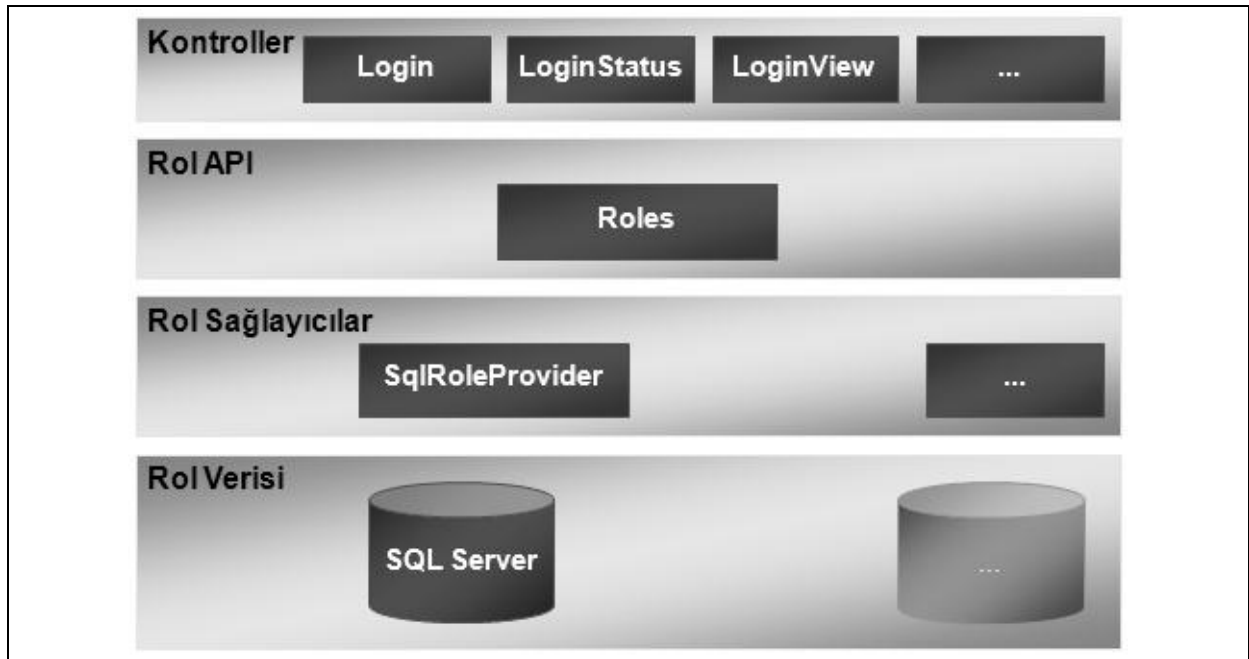 Kontroller
Login
LoginStatus
LoginView
...
Rol API
Roles
Rol Sağlayıcılar
SqlRoleProvider
...
Rol Verisi
SQL Server
...